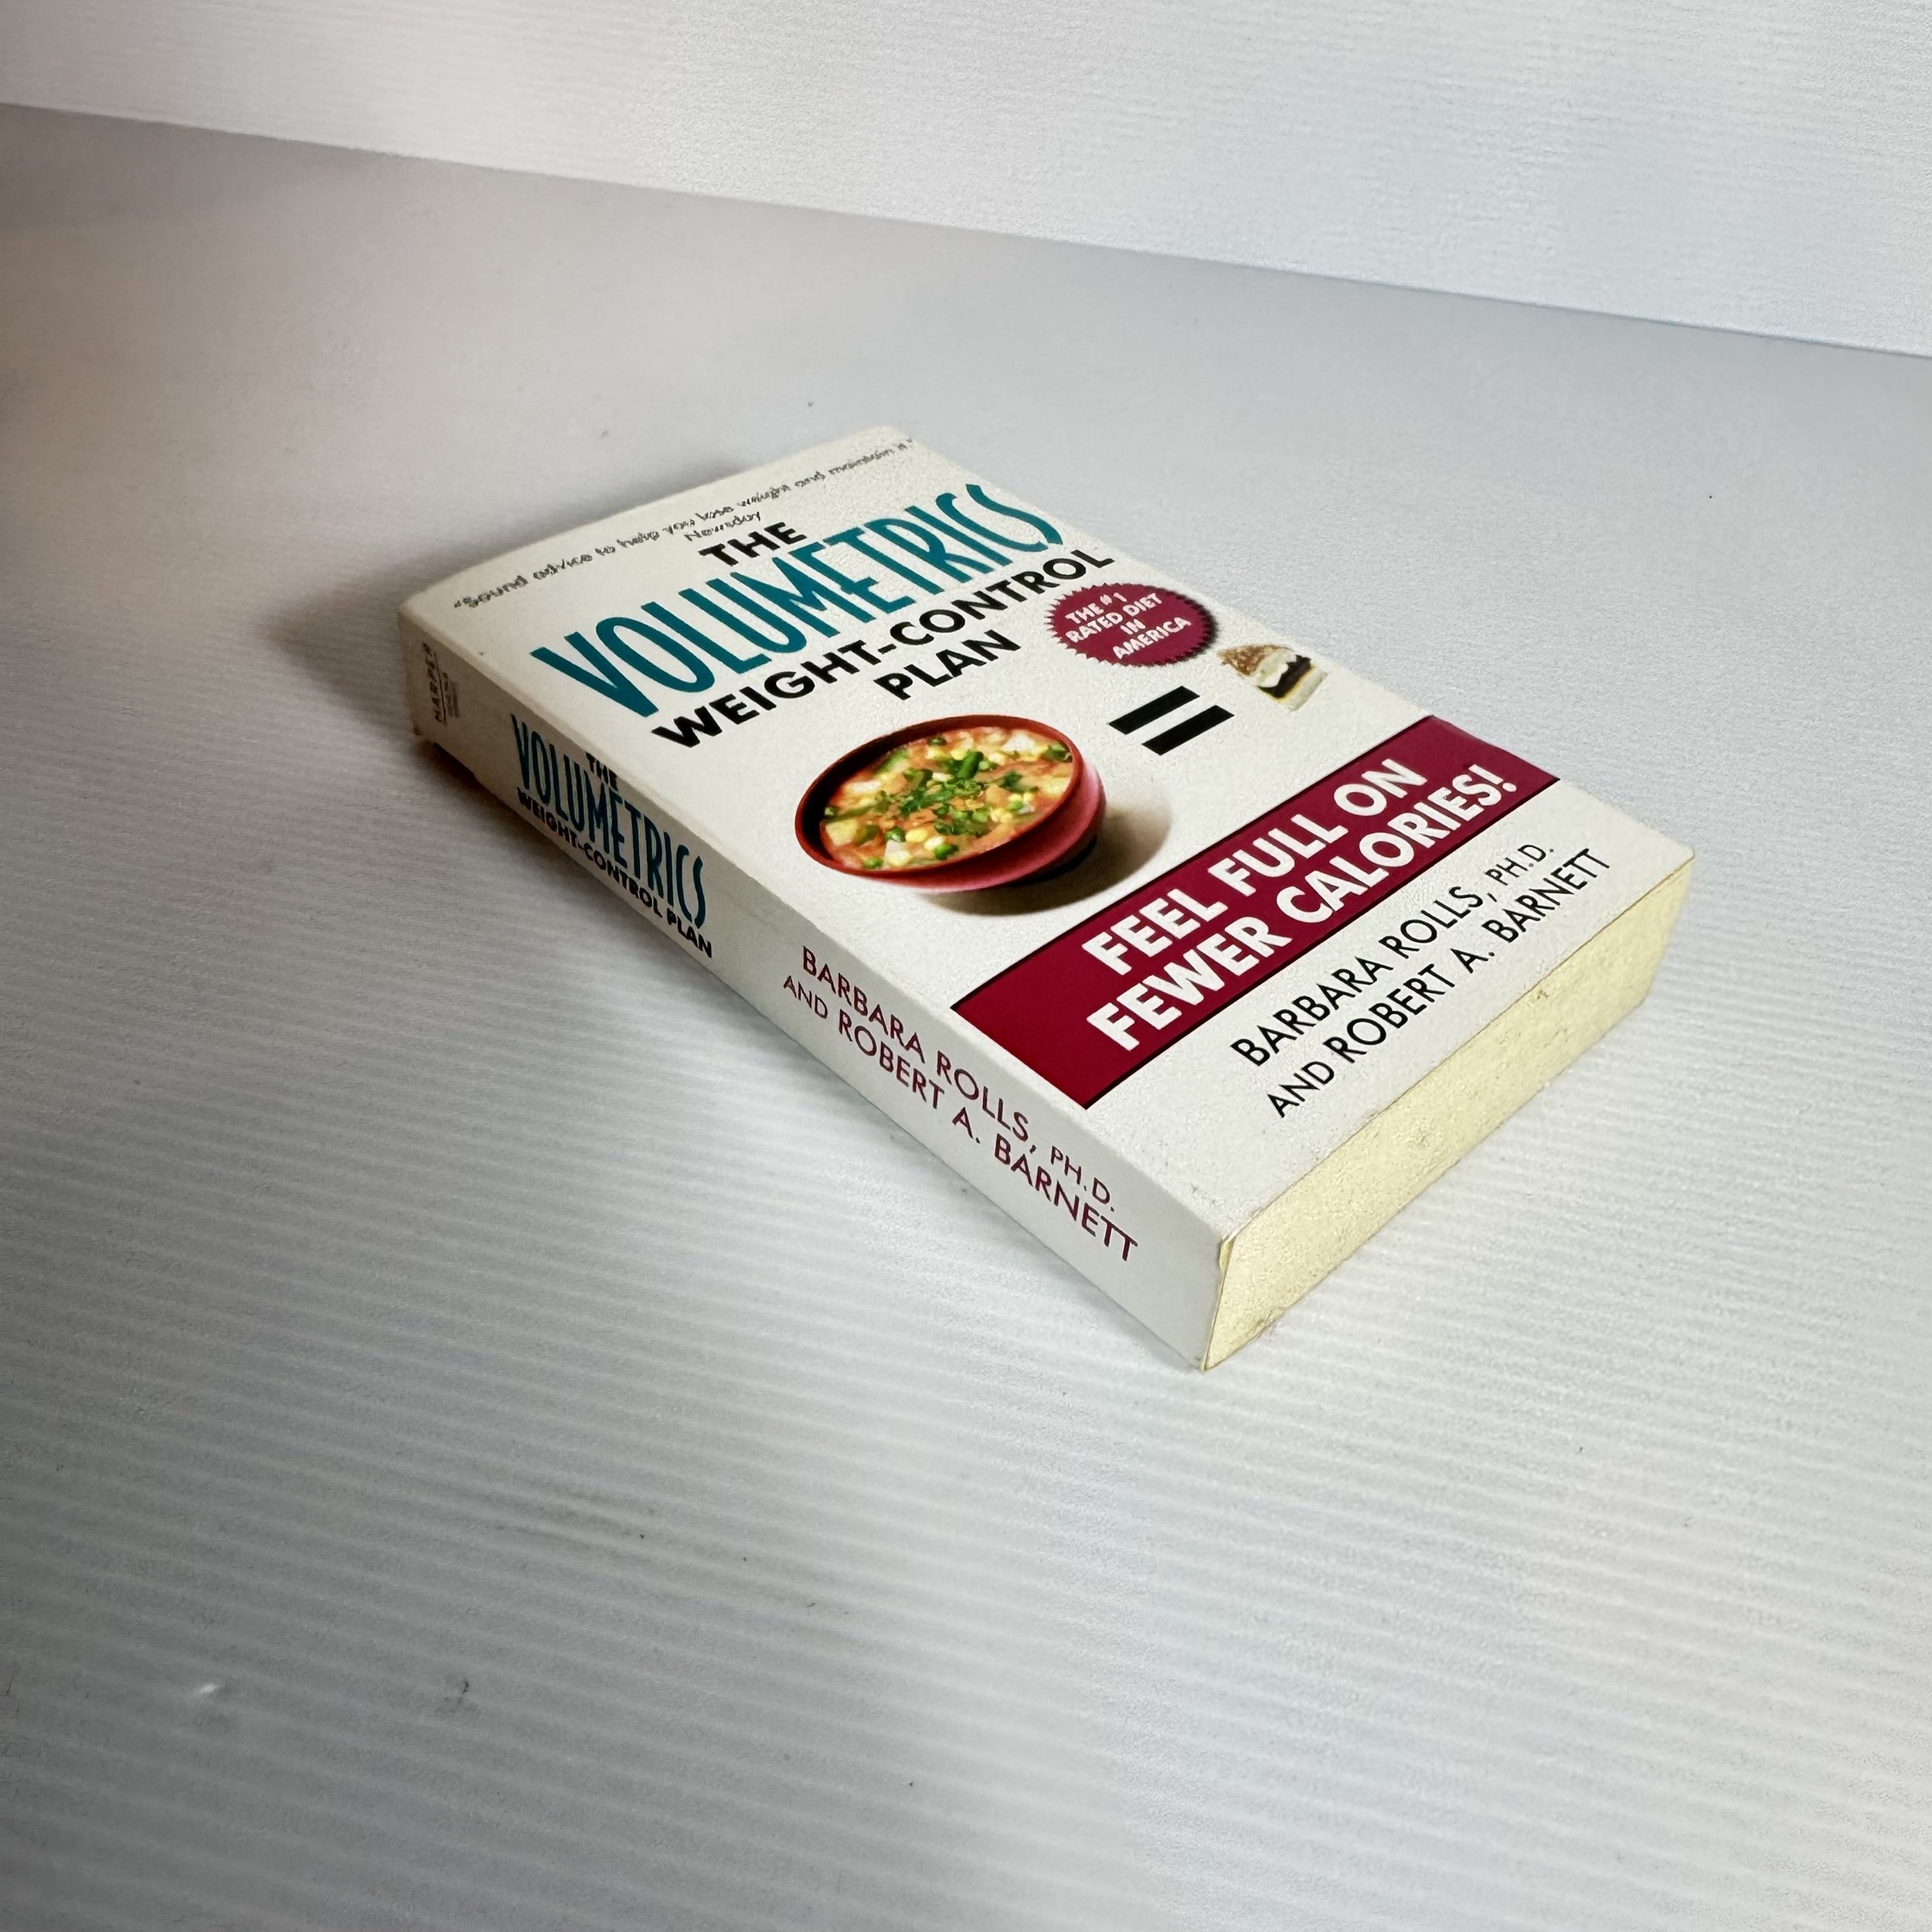 "Sound advice to help you lose weight and maintain it"
Newsday
THE
VOLUMETRICS
WEIGHT-CONTROL
PLAN
THE #1
RATED DIET
IN
AMERICA
=
FEEL FULL ON
FEWER CALORIES!
BARBARA ROLLS, PH.D.
AND ROBERT A. BARNETT
HARPER
THE
VOLUMETRICS
WEIGHT-CONTROL PLAN
BARBARA ROLLS, PH.D.
AND ROBERT A. BARNETT